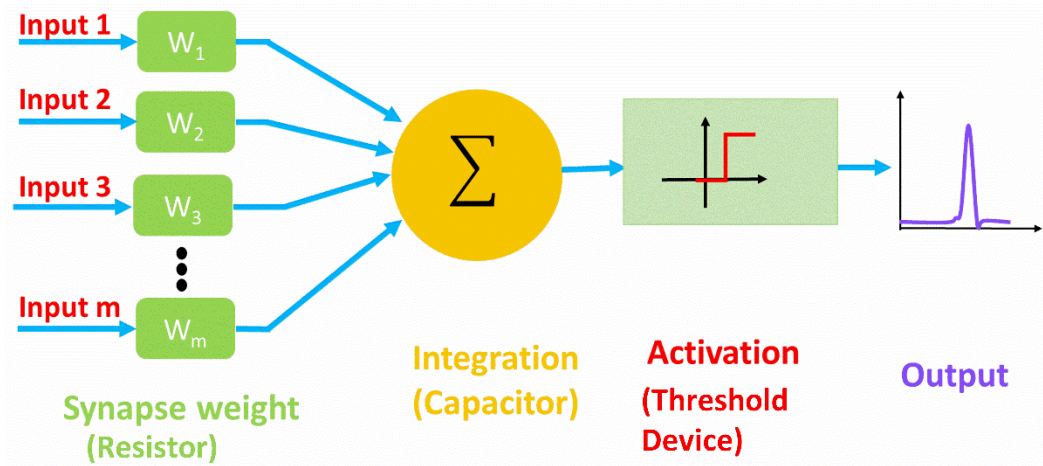 Input 1
W1
Input 2
W2
Input 3
W3
Input m
Wm
Σ
Synapse weight
(Resistor)
Integration
(Capacitor)
Activation
(Threshold
Device)
Output